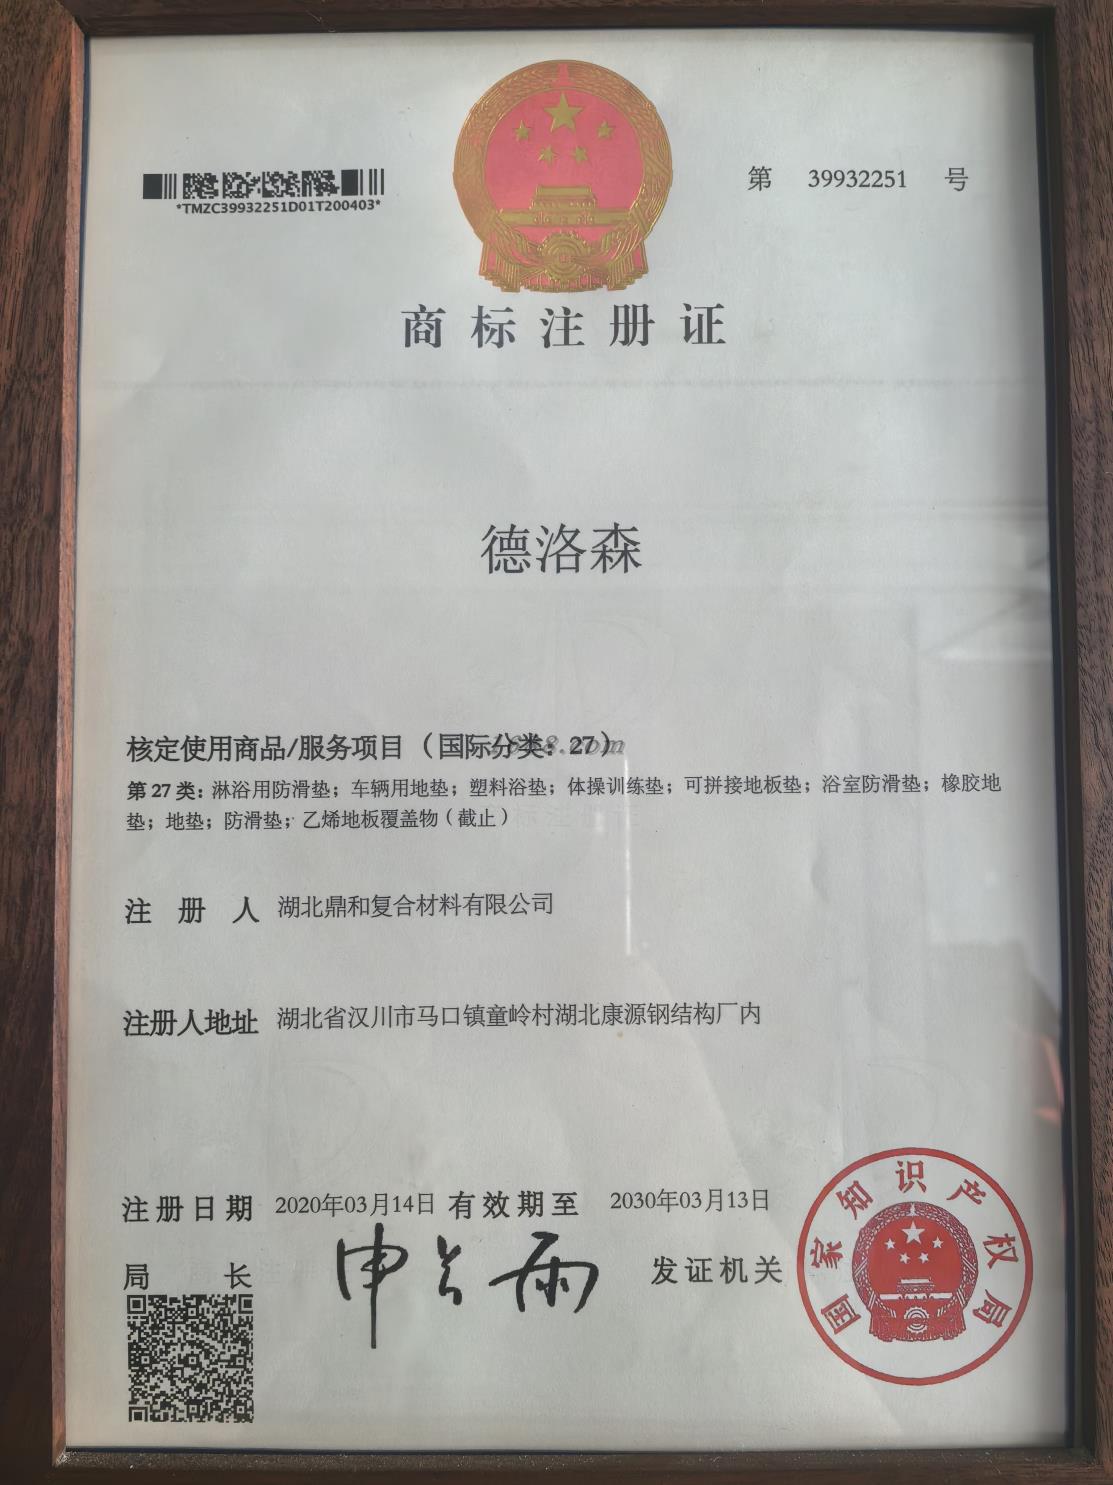 *TMZC39932251D01T200403*
第 39932251 号
商标注册证
德洛森
核定使用商品/服务项目（国际分类：27）
1688.com
第27类：淋浴用防滑垫；车辆用地垫；塑料浴垫；体操训练垫；可拼接地板垫；浴室防滑垫；橡胶地
垫；地垫；防滑垫；乙烯地板覆盖物（截止）
注册人 湖北鼎和复合材料有限公司
注册人地址 湖北省汉川市马口镇童岭村湖北康源钢结构厂内
注册日期 2020年03月14日 有效期至 2030年03月13日
局长 申长雨 发证机关
国家知识产权局